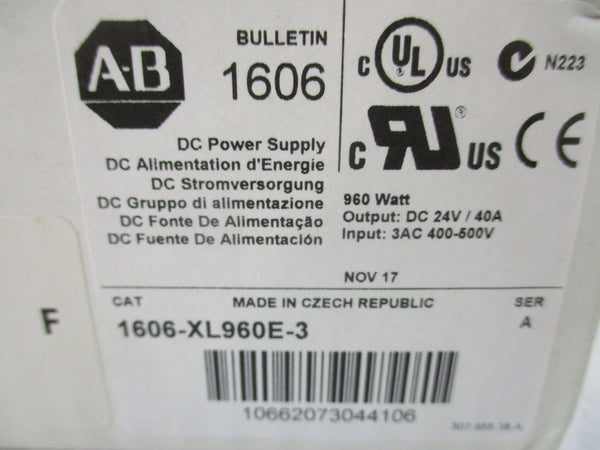 A-B
BULLETIN
1606
DC Power Supply
DC Alimentation d'Energie
DC Stromversorgung
DC Gruppo di alimentazione
DC Fonte De Alimentação
DC Fuente De Alimentación
C UL US
®
N223
C RU US
®
CE
960 Watt
Output: DC 24V / 40A
Input: 3AC 400-500V
NOV 17
F
CAT
MADE IN CZECH REPUBLIC
SER
1606-XL960E-3
A
10662073044106